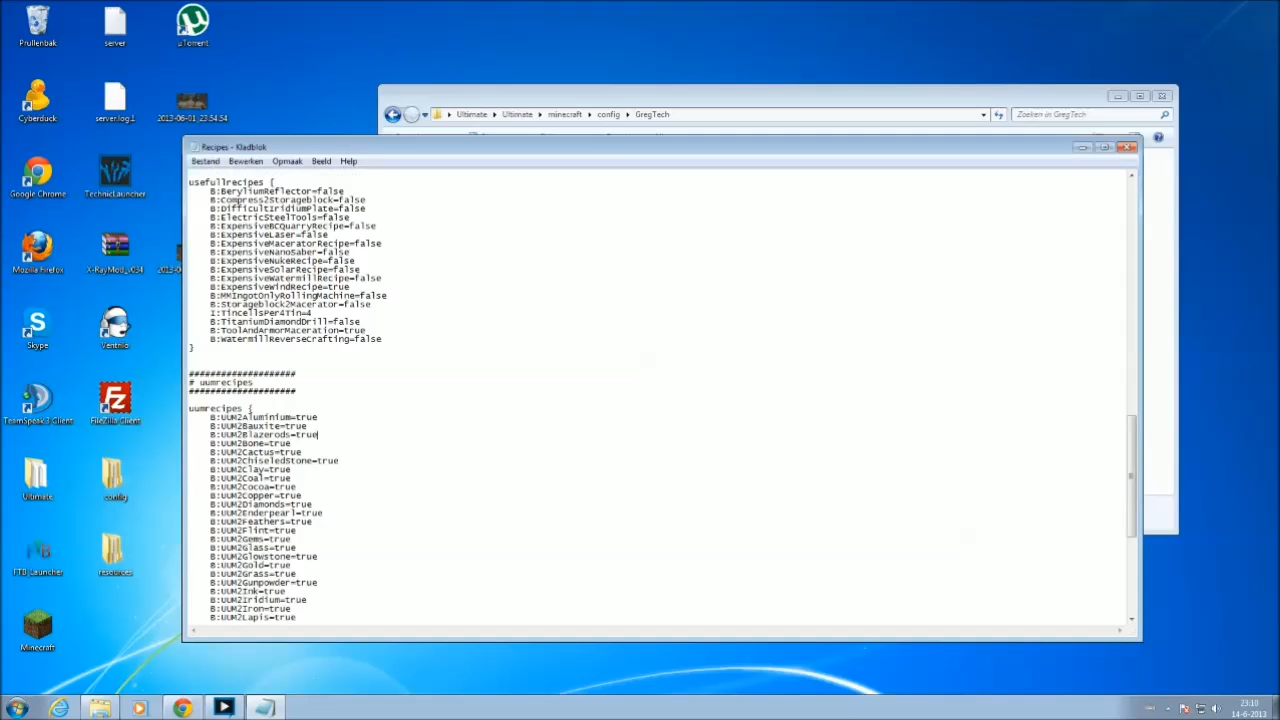 Prullenbak
server
uTorrent
Cyberduck
server.log.1
2013-06-01_23.54.54
Google Chrome
TechnicLauncher
Mozilla Firefox
X-RayMod_v034
Skype
Ventrilo
TeamSpeak 3 Client
FileZilla Client
Ultimate
config
FTB_Launcher
resources
Minecraft
Ultimate
Ultimate
minecraft
config
GregTech
Zoeken in GregTech
Recipes - Kladblok
Bestand Bewerken Opmaak Beeld Help
usefullrecipes {
B:BeryliumReflector=false
B:Compress2Storageblock=false
B:DifficultIridiumPlate=false
B:ElectricSteelTools=false
B:ExpensiveBCQuarryRecipe=false
B:ExpensiveLaser=false
B:ExpensiveMaceratorRecipe=false
B:ExpensiveNanoSaber=false
B:ExpensiveNukeRecipe=false
B:ExpensiveSolarRecipe=false
B:ExpensiveWatermillRecipe=false
B:ExpensiveWindRecipe=true
B:MMIngotOnlyRollingMachine=false
B:Storageblock2Macerator=false
I:TincellsPer4Tin=4
B:TitaniumDiamondDrill=false
B:ToolAndArmorMaceration=true
B:WatermillReverseCrafting=false
}
####################
# uumrecipes
####################
uumrecipes {
B:UUM2Aluminium=true
B:UUM2Bauxite=true
B:UUM2Blazerods=true
B:UUM2Bone=true
B:UUM2Cactus=true
B:UUM2ChiseledStone=true
B:UUM2Clay=true
B:UUM2Coal=true
B:UUM2Cocoa=true
B:UUM2Copper=true
B:UUM2Diamonds=true
B:UUM2Enderpearl=true
B:UUM2Feathers=true
B:UUM2Flint=true
B:UUM2Gems=true
B:UUM2Glass=true
B:UUM2Glowstone=true
B:UUM2Gold=true
B:UUM2Grass=true
B:UUM2Gunpowder=true
B:UUM2Ink=true
B:UUM2Iridium=true
B:UUM2Iron=true
B:UUM2Lapis=true
23:10
14-6-2013